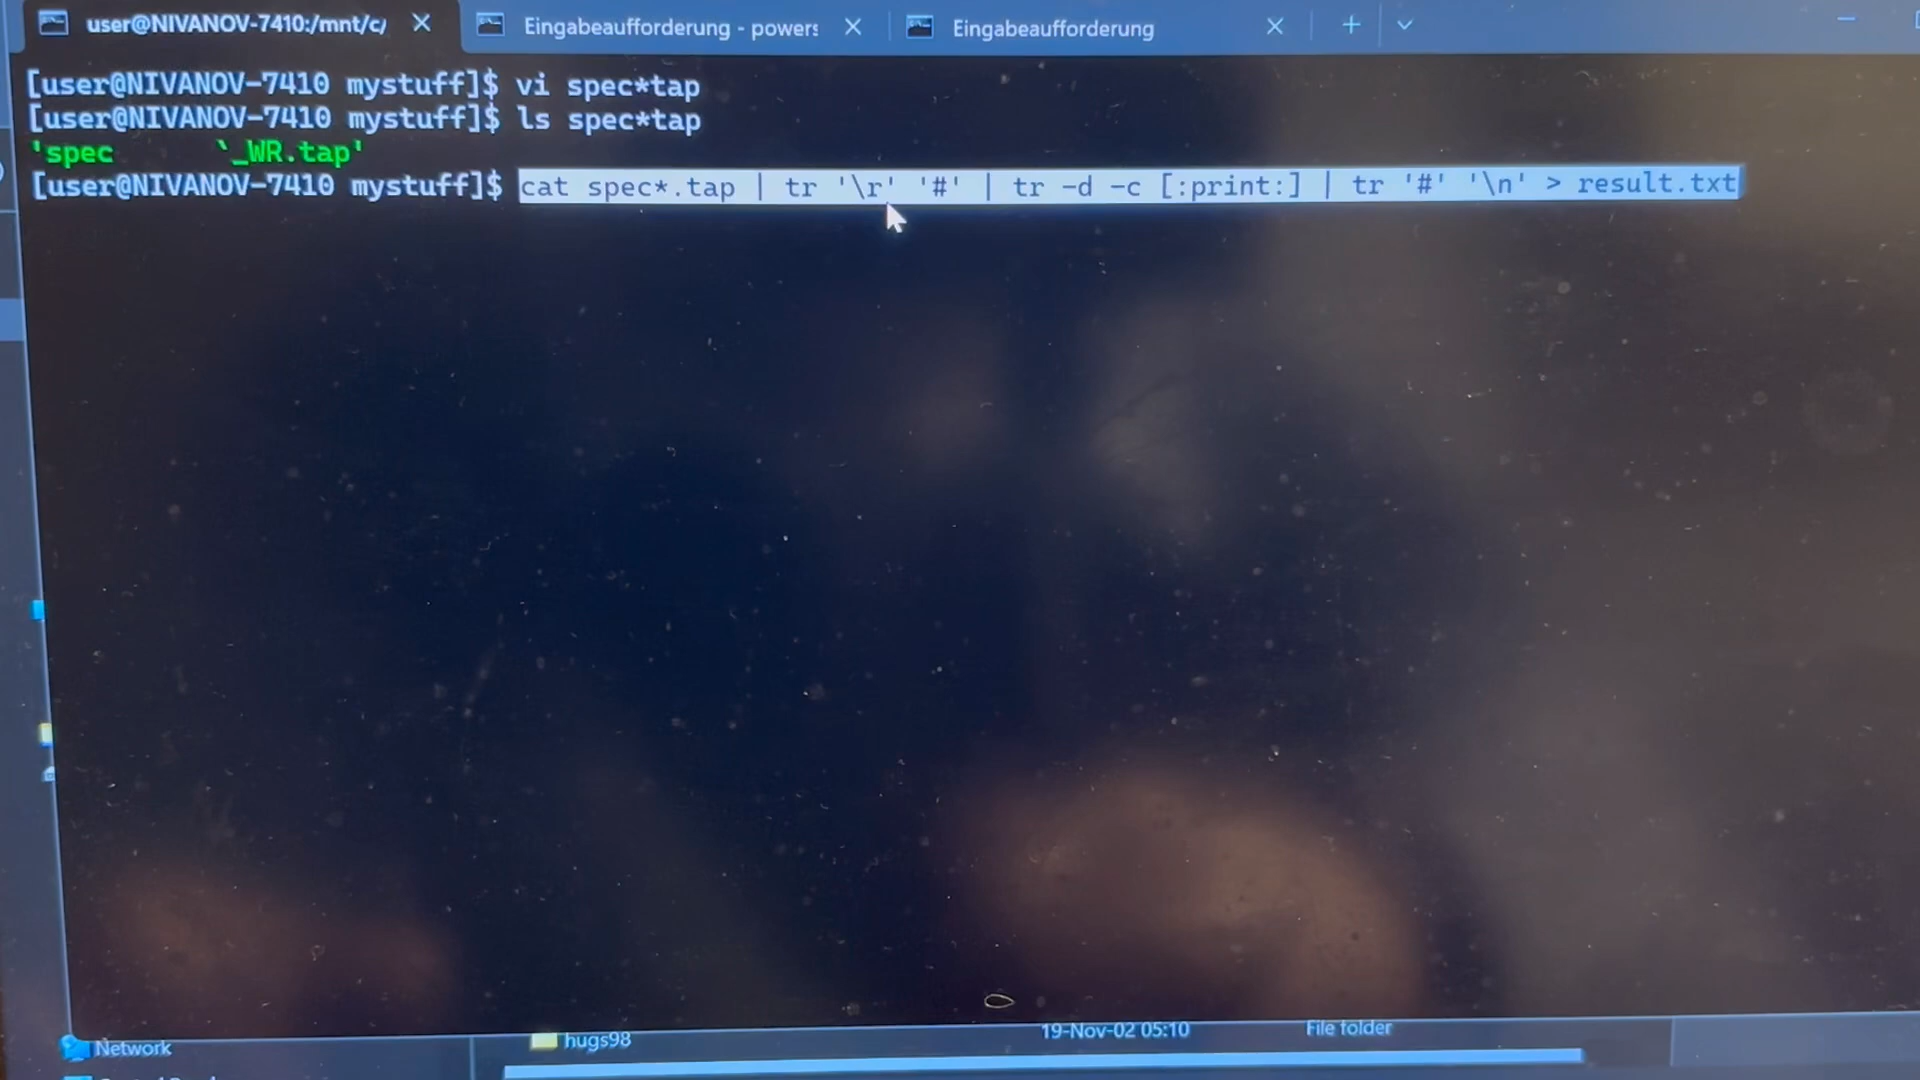 user@NIVANOV-7410:/mnt/c/
Eingabeaufforderung - powers
Eingabeaufforderung
[user@NIVANOV-7410 mystuff]$ vi spec*tap
[user@NIVANOV-7410 mystuff]$ ls spec*tap
'spec      `_WR.tap'
[user@NIVANOV-7410 mystuff]$ cat spec*.tap | tr '\r' '#' | tr -d -c [:print:] | tr '#' '\n' > result.txt
Network
hugs98
19-Nov-02 05:10
File folder